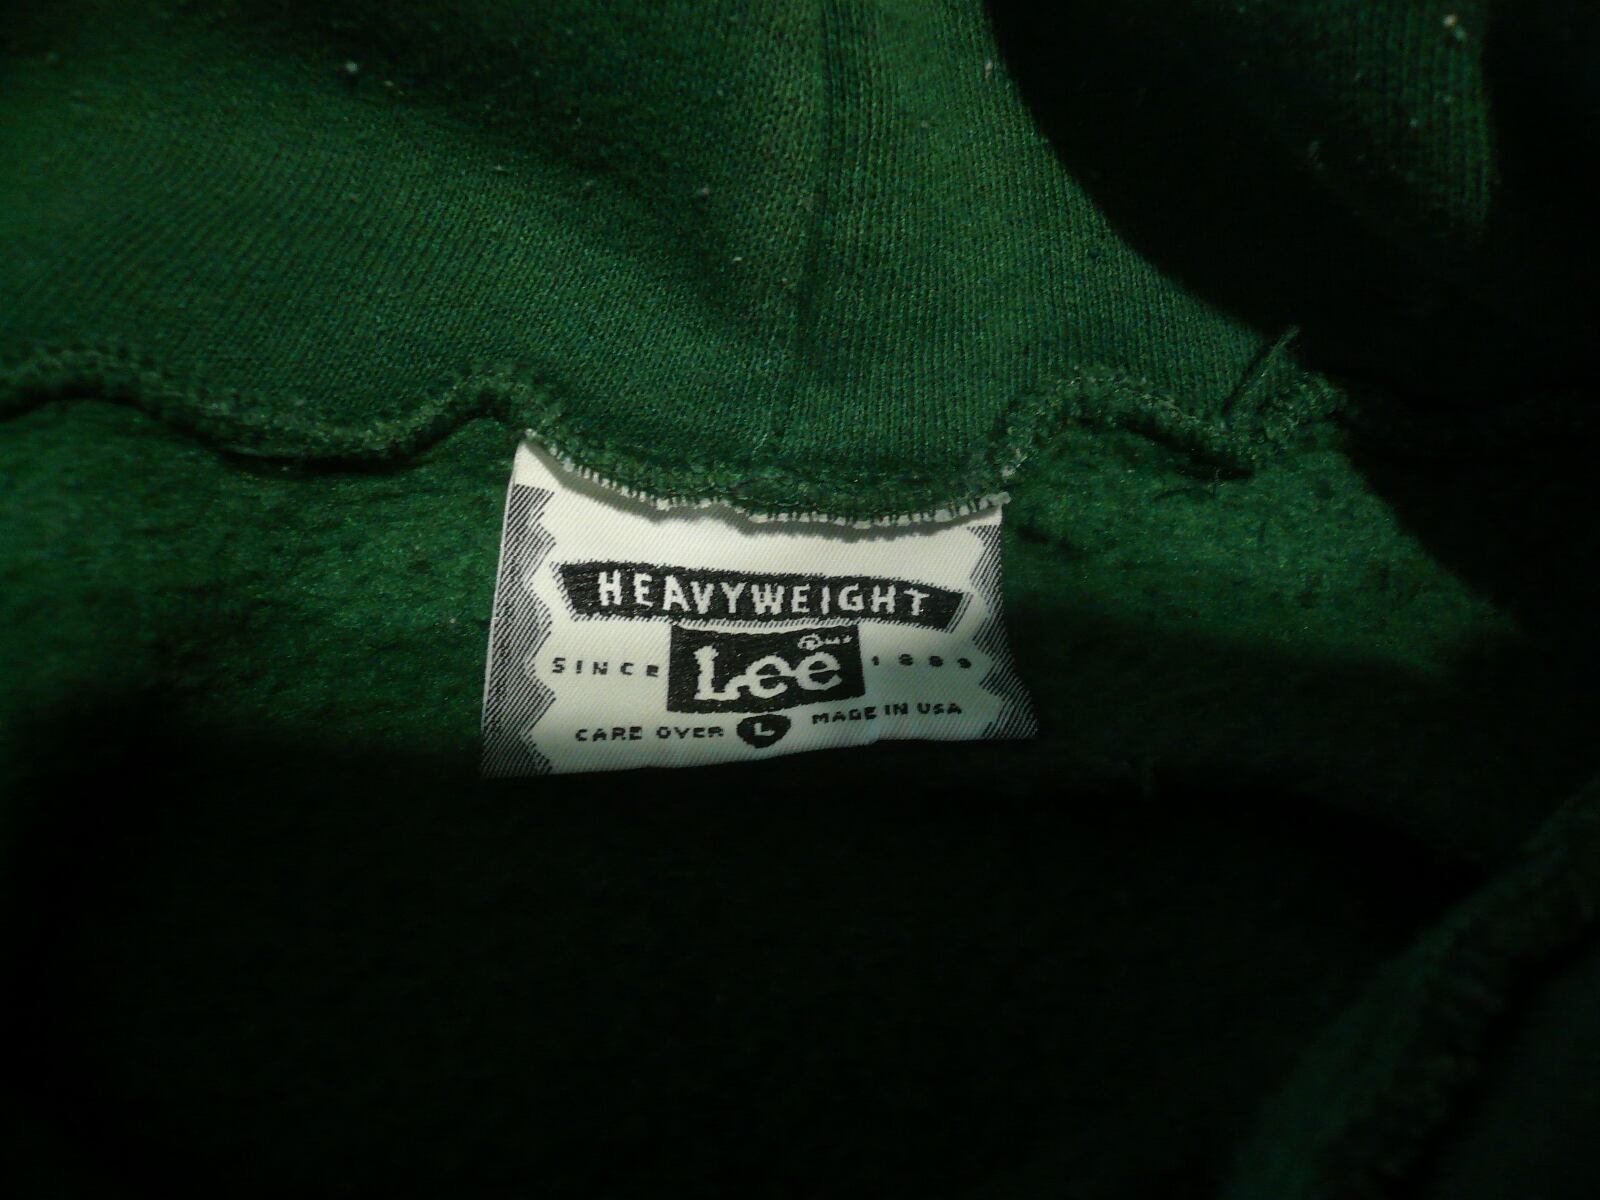 HEAVYWEIGHT
SINCE Lee 1889
CARE OVER L MADE IN USA